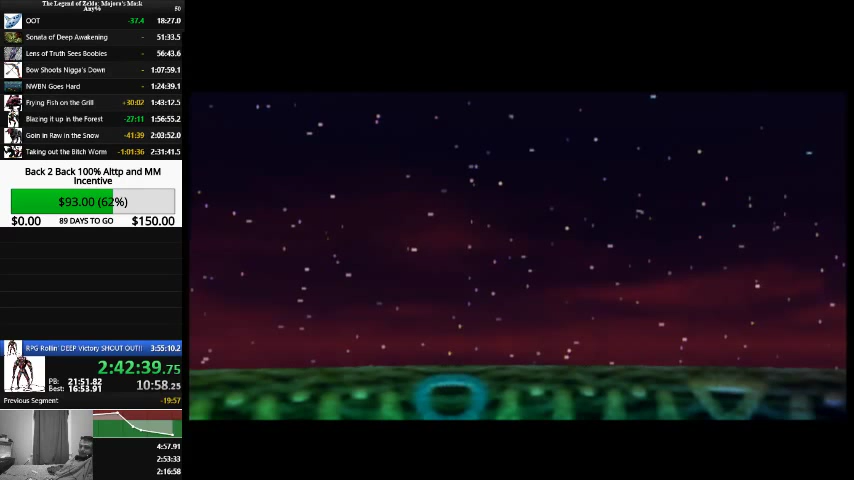 The Legend of Zelda: Majora's Mask
Any%
50
OOT -37.4 18:27.0
Sonata of Deep Awakening - 51:33.5
Lens of Truth Sees Boobies - 56:43.6
Bow Shoots Nigga's Down - 1:07:59.1
NWBN Goes Hard - 1:24:39.1
Frying Fish on the Grill +30:02 1:43:12.5
Blazing it up in the Forest -27:11 1:56:55.2
Goin in Raw in the Snow -41:39 2:03:52.0
Taking out the Bitch Worm -1:01:36 2:31:41.5
Back 2 Back 100% Alttp and MM
Incentive
$93.00 (62%)
$0.00 89 DAYS TO GO $150.00
RPG Rollin' DEEP Victory SHOUT OUT!! 3:55:10.2
2:42:39.75
PB: 21:51.82 10:58.25
Best: 16:53.91
Previous Segment -19:57
4:57.91
2:53:33
2:16:58